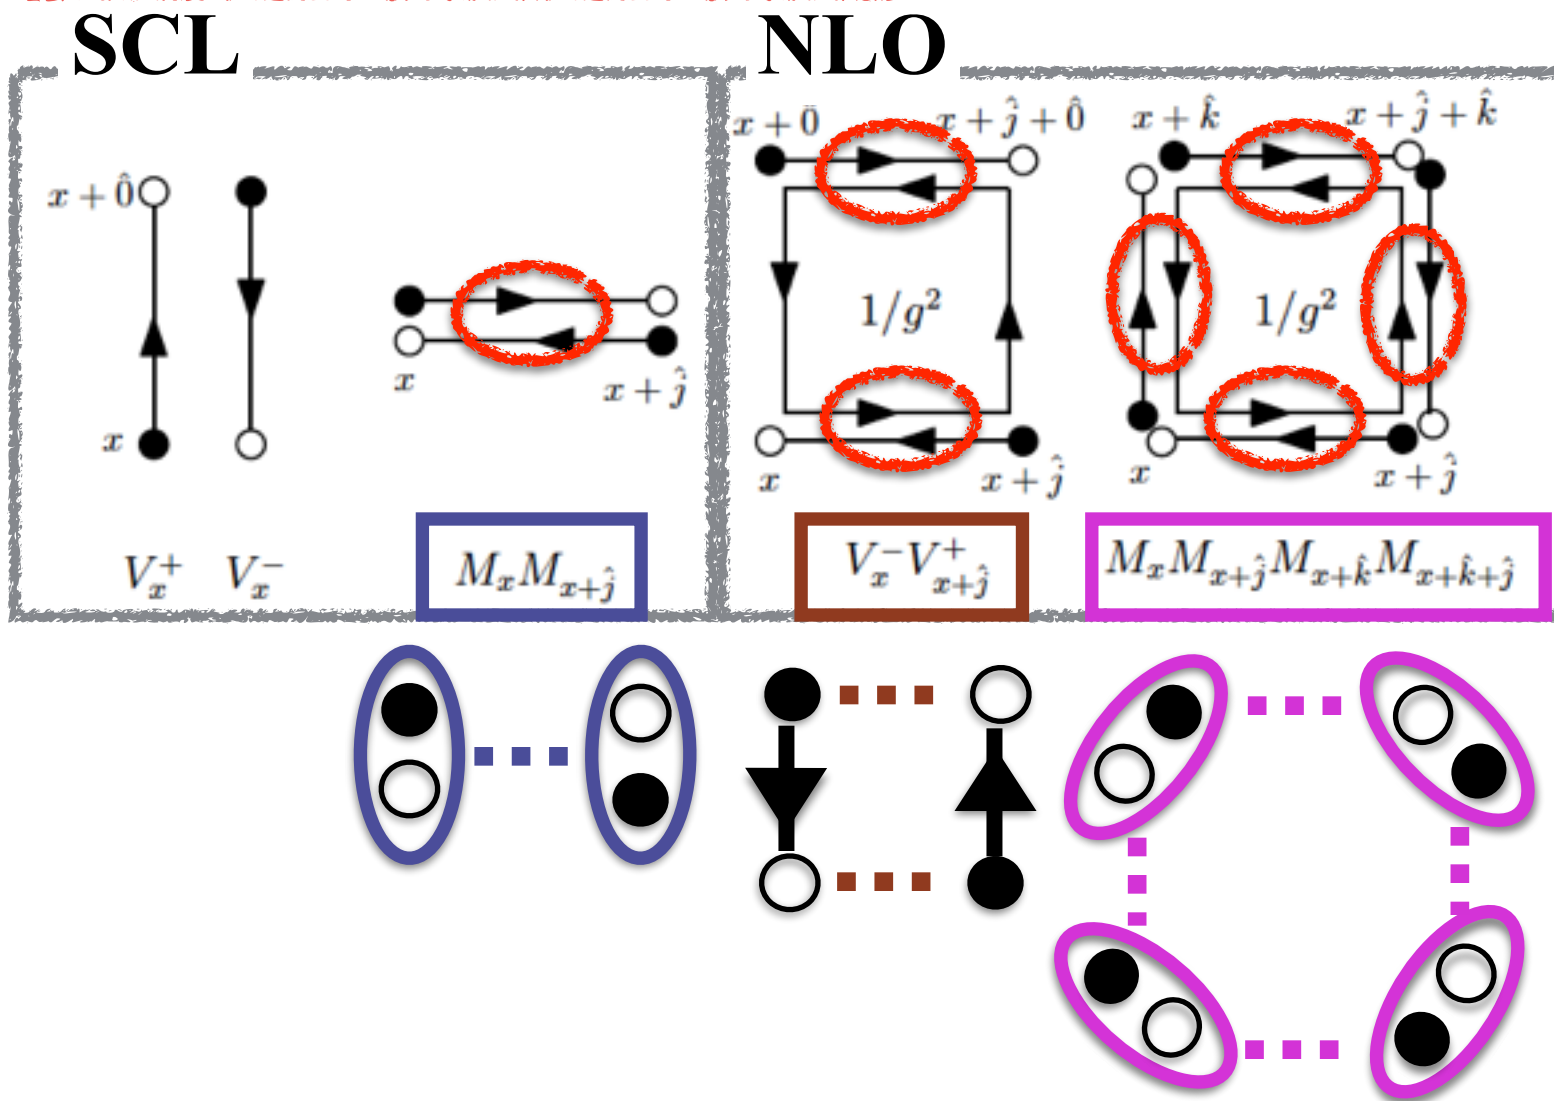 SCL
NLO
x + 0̂
x
V_x^+
V_x^-
x
x + ĵ
M_x M_{x+ĵ}
x + 0̂
x + ĵ + 0̂
1/g²
x
x + ĵ
V_x^- V_{x+ĵ}^+
x + k̂
x + ĵ + k̂
1/g²
x
x + ĵ
M_x M_{x+ĵ} M_{x+k̂} M_{x+k̂+ĵ}